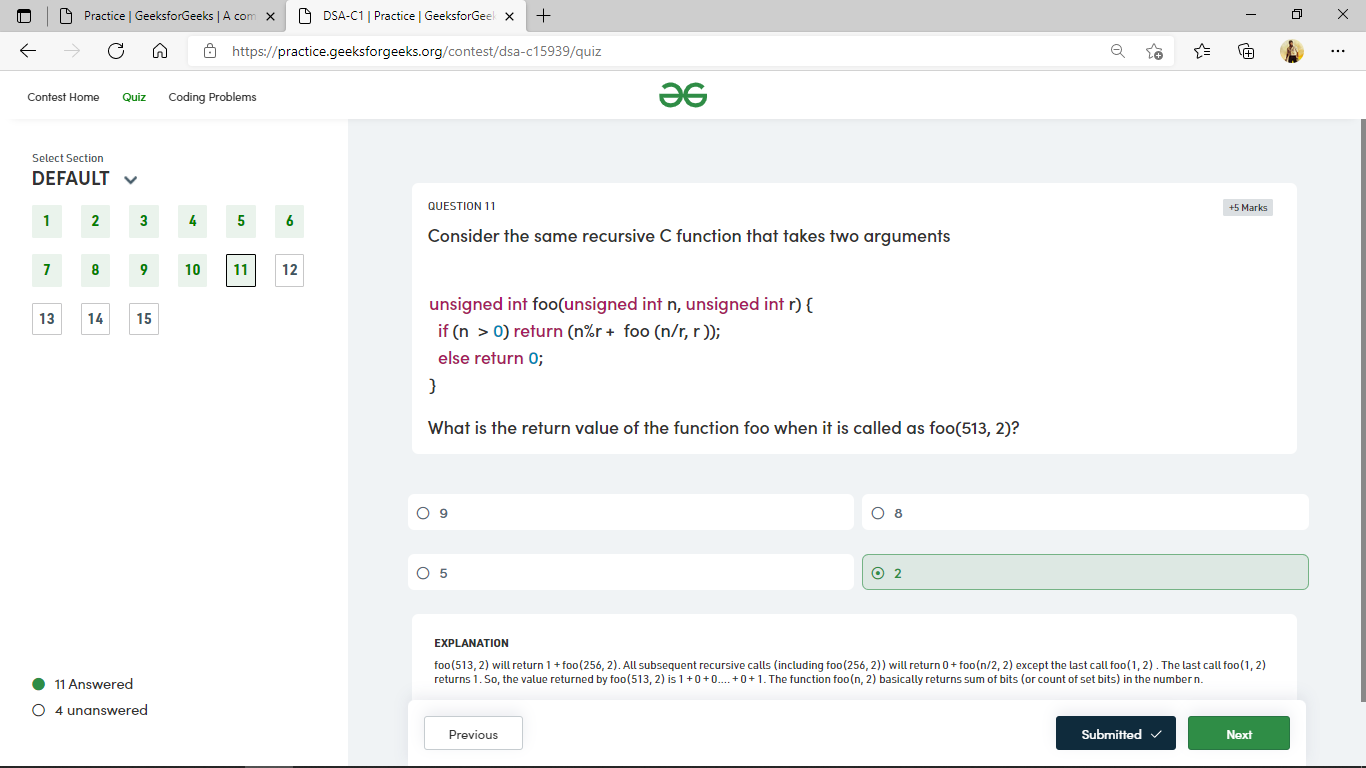 Practice | GeeksforGeeks | A com
DSA-C1 | Practice | GeeksforGeek
https://practice.geeksforgeeks.org/contest/dsa-c15939/quiz
Contest Home Quiz Coding Problems
Select Section
DEFAULT
1 2 3 4 5 6
7 8 9 10 11 12
13 14 15
11 Answered
4 unanswered
QUESTION 11
+5 Marks
Consider the same recursive C function that takes two arguments
unsigned int foo(unsigned int n, unsigned int r) {
if (n > 0) return (n%r + foo (n/r, r ));
else return 0;
}
What is the return value of the function foo when it is called as foo(513, 2)?
9
8
5
2
EXPLANATION
foo(513, 2) will return 1 + foo(256, 2). All subsequent recursive calls (including foo(256, 2)) will return 0 + foo(n/2, 2) except the last call foo(1, 2) . The last call foo(1, 2)
returns 1. So, the value returned by foo(513, 2) is 1 + 0 + 0.... + 0 + 1. The function foo(n, 2) basically returns sum of bits (or count of set bits) in the number n.
Previous
Submitted
Next